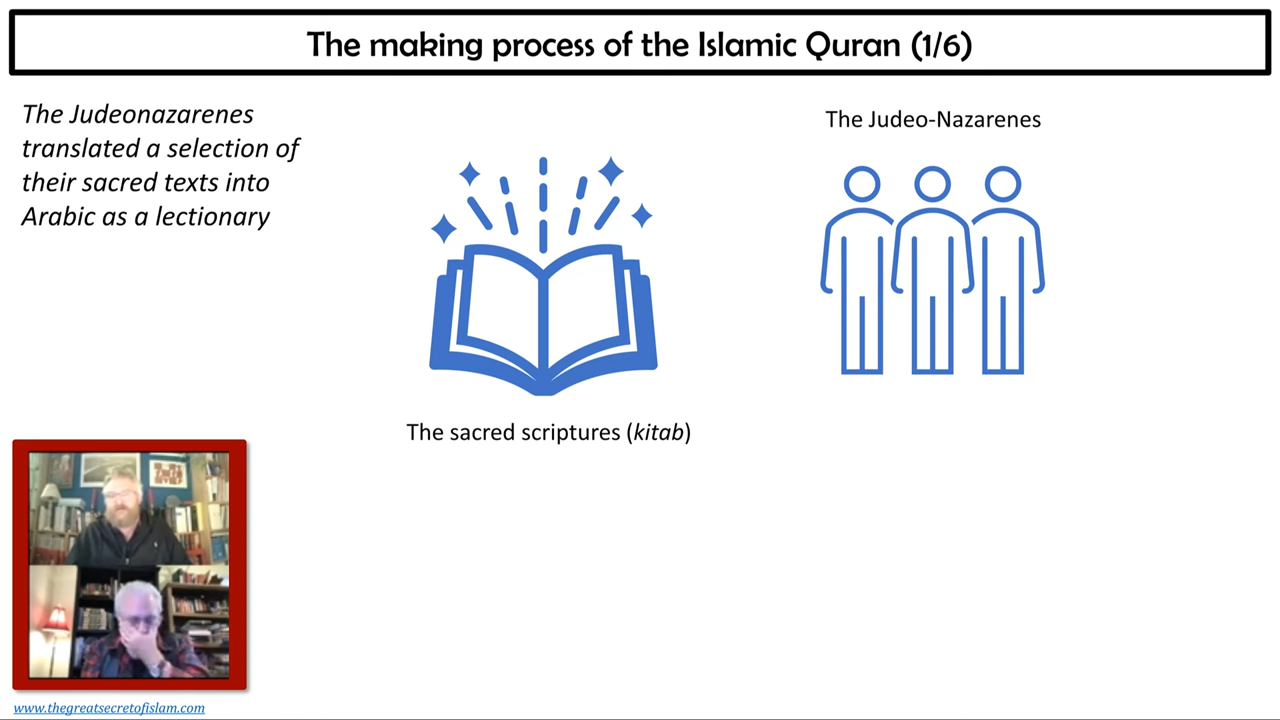 The making process of the Islamic Quran (1/6)
The Judeonazarenes
translated a selection of
their sacred texts into
Arabic as a lectionary
The Judeo-Nazarenes
The sacred scriptures (kitab)
www.thegreatsecretofislam.com